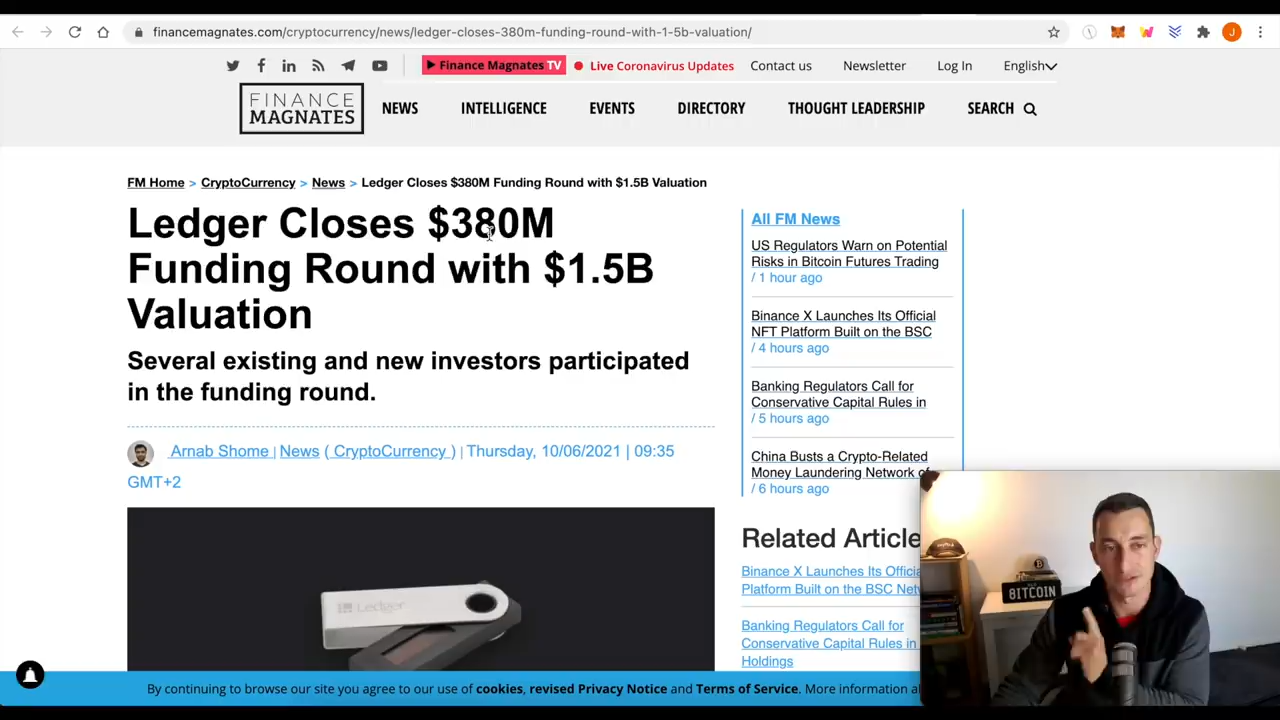 financemagnates.com/cryptocurrency/news/ledger-closes-380m-funding-round-with-1-5b-valuation/
J
Finance Magnates TV
Live Coronavirus Updates
Contact us
Newsletter
Log In
English
FINANCE
MAGNATES
NEWS
INTELLIGENCE
EVENTS
DIRECTORY
THOUGHT LEADERSHIP
SEARCH
FM Home > CryptoCurrency > News > Ledger Closes $380M Funding Round with $1.5B Valuation
Ledger Closes $380M
Funding Round with $1.5B
Valuation
Several existing and new investors participated
in the funding round.
Arnab Shome | News ( CryptoCurrency ) | Thursday, 10/06/2021 | 09:35
GMT+2
Ledger
All FM News
US Regulators Warn on Potential
Risks in Bitcoin Futures Trading
/ 1 hour ago
Binance X Launches Its Official
NFT Platform Built on the BSC
/ 4 hours ago
Banking Regulators Call for
Conservative Capital Rules in
/ 5 hours ago
China Busts a Crypto-Related
Money Laundering Network of
/ 6 hours ago
Related Article
Binance X Launches Its Officia
Platform Built on the BSC Net
Banking Regulators Call for
Conservative Capital Rules in
Holdings
BITCOIN
By continuing to browse our site you agree to our use of cookies, revised Privacy Notice and Terms of Service. More information a